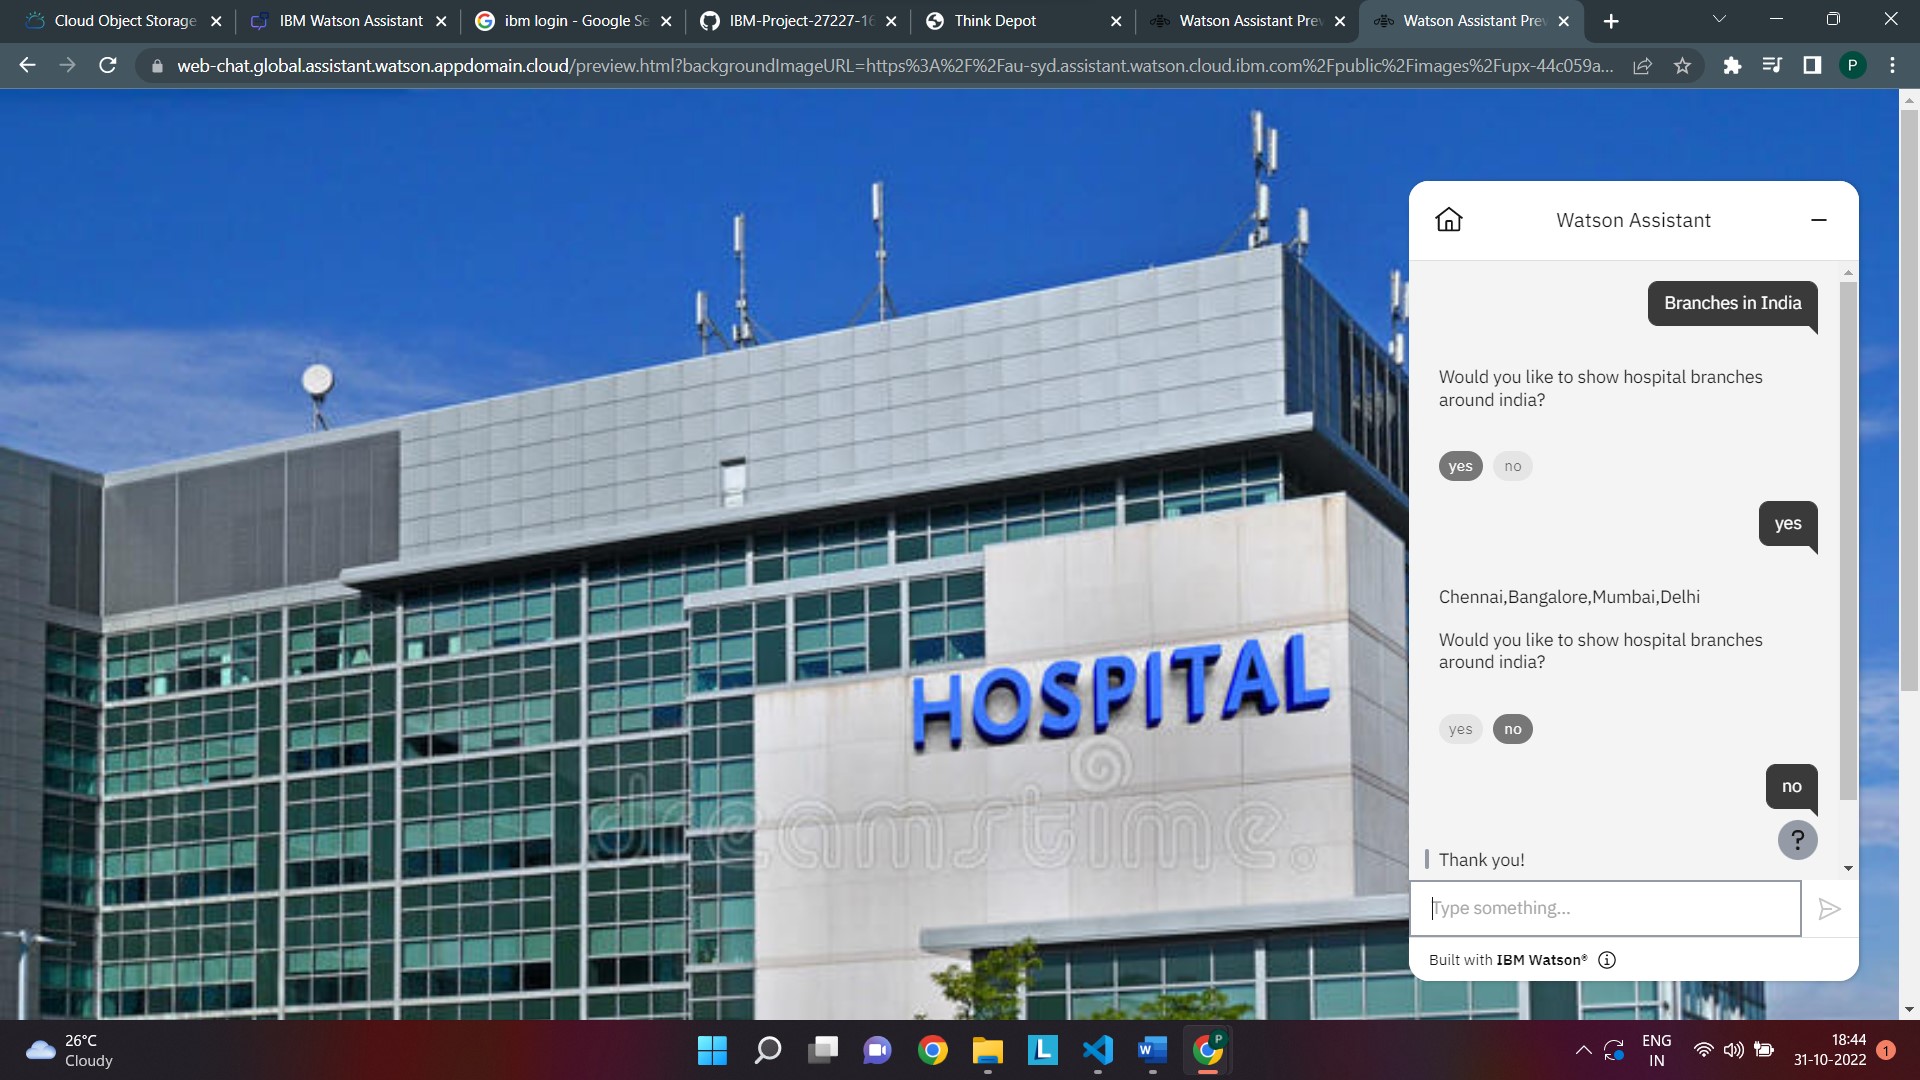 Cloud Object Storage
IBM Watson Assistant
ibm login - Google Se
IBM-Project-27227-16
Think Depot
Watson Assistant Prev
Watson Assistant Prev
web-chat.global.assistant.watson.appdomain.cloud/preview.html?backgroundImageURL=https%3A%2F%2Fau-syd.assistant.watson.cloud.ibm.com%2Fpublic%2Fimages%2Fupx-44c059a...
P
Watson Assistant
Branches in India
Would you like to show hospital branches
around india?
yes no
yes
Chennai,Bangalore,Mumbai,Delhi
Would you like to show hospital branches
around india?
yes no
no
?
Thank you!
Type something...
Built with IBM Watson®
HOSPITAL
dreamstime.
26°C
Cloudy
L
W
P
ENG
IN
18:44
31-10-2022
1